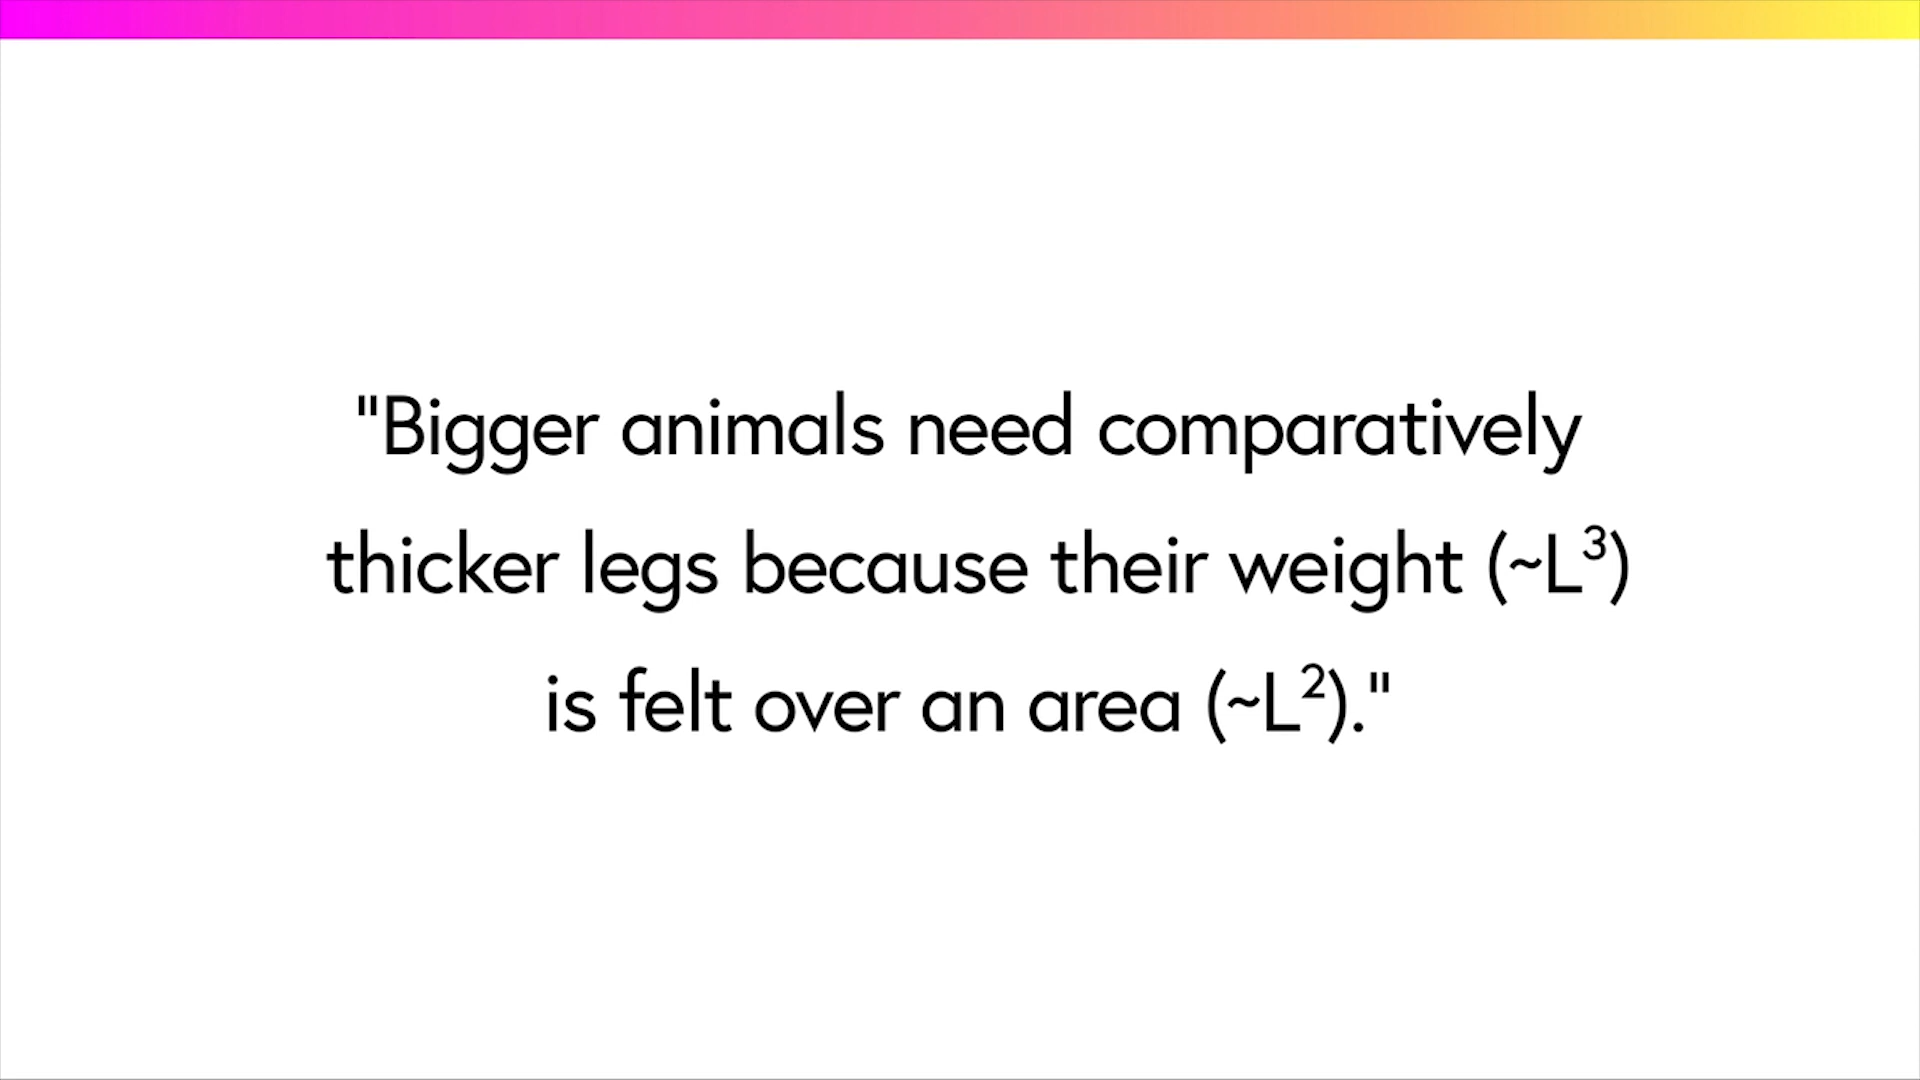 "Bigger animals need comparatively
thicker legs because their weight (~L³)
is felt over an area (~L²)."